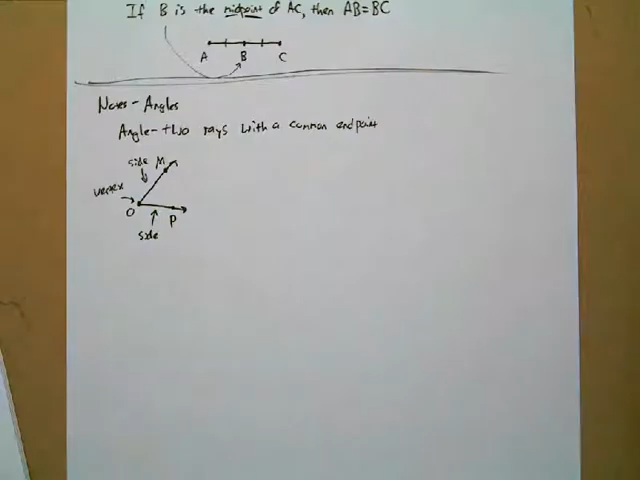 If B is the midpoint of AC, then AB=BC
A B C
Notes - Angles
Angle - two rays with a common endpoint
side M
vertex
O P
side